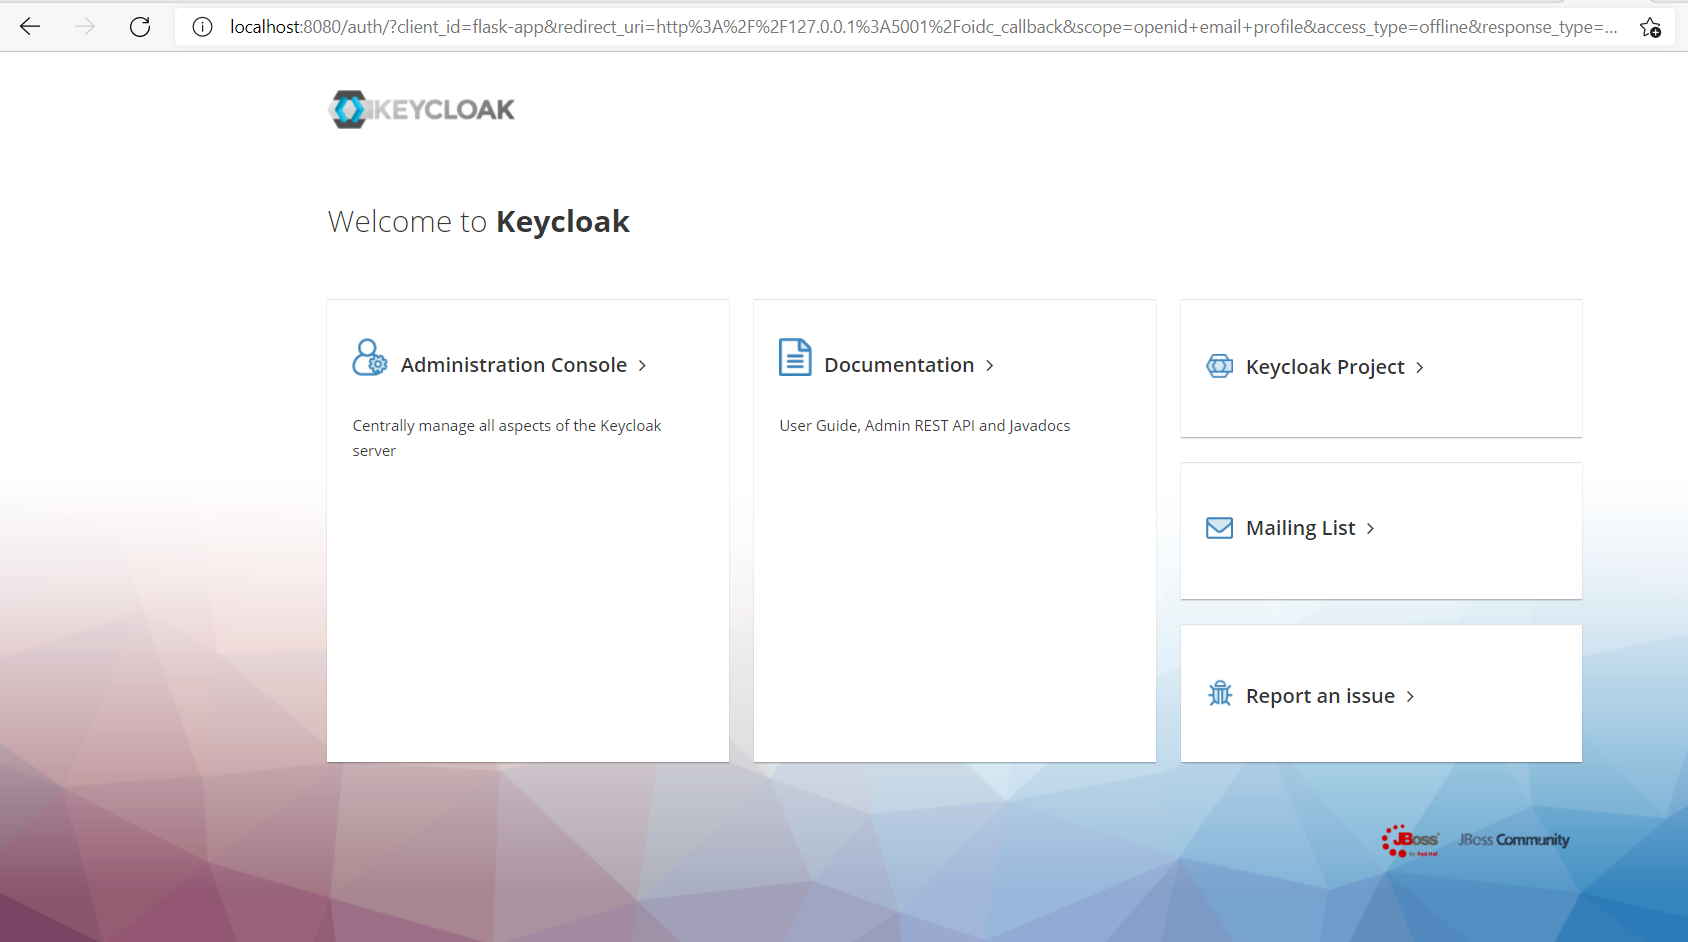 localhost:8080/auth/?client_id=flask-app&redirect_uri=http%3A%2F%2F127.0.0.1%3A5001%2Foidc_callback&scope=openid+email+profile&access_type=offline&response_type=...
KEYCLOAK
Welcome to Keycloak
Administration Console
Centrally manage all aspects of the Keycloak
server
Documentation
User Guide, Admin REST API and Javadocs
Keycloak Project
Mailing List
Report an issue
JBoss
by Red Hat
JBoss Community